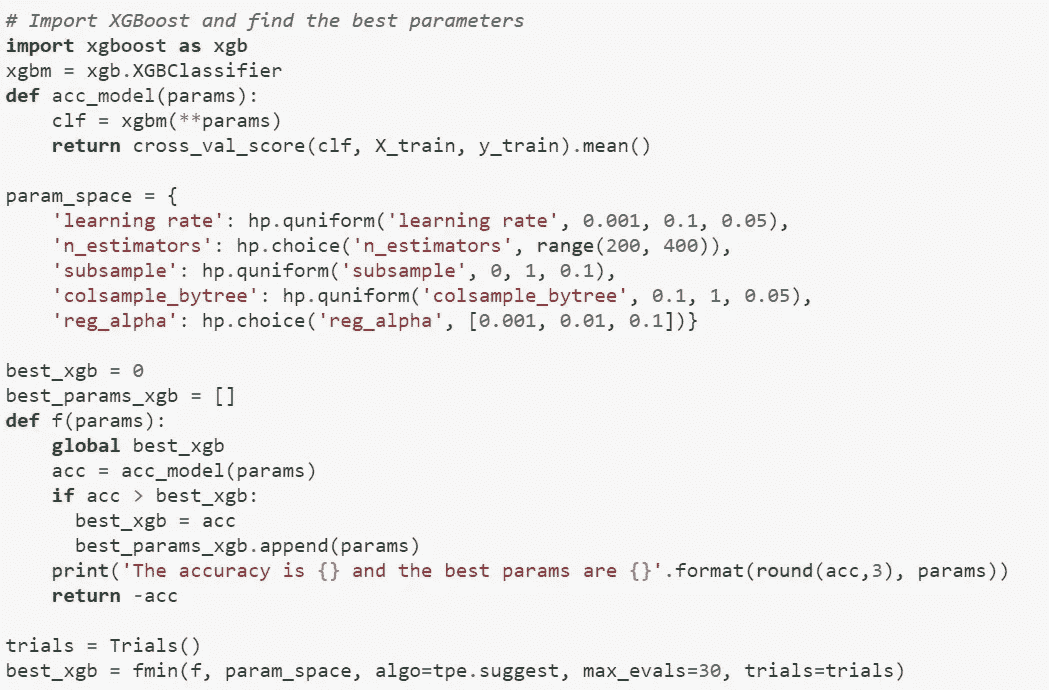 # Import XGBoost and find the best parameters
import xgboost as xgb
xgbm = xgb.XGBClassifier
def acc_model(params):
    clf = xgbm(**params)
    return cross_val_score(clf, X_train, y_train).mean()

param_space = {
    'learning rate': hp.quniform('learning rate', 0.001, 0.1, 0.05),
    'n_estimators': hp.choice('n_estimators', range(200, 400)),
    'subsample': hp.quniform('subsample', 0, 1, 0.1),
    'colsample_bytree': hp.quniform('colsample_bytree', 0.1, 1, 0.05),
    'reg_alpha': hp.choice('reg_alpha', [0.001, 0.01, 0.1])}

best_xgb = 0
best_params_xgb = []
def f(params):
    global best_xgb
    acc = acc_model(params)
    if acc > best_xgb:
      best_xgb = acc
      best_params_xgb.append(params)
    print('The accuracy is {} and the best params are {}'.format(round(acc,3), params))
    return -acc

trials = Trials()
best_xgb = fmin(f, param_space, algo=tpe.suggest, max_evals=30, trials=trials)